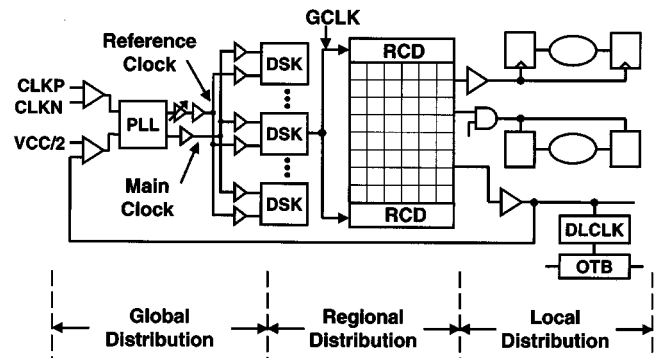 GCLK
Reference
Clock
RCD
DSK
CLKP
CLKN
PLL
DSK
VCC/2
Main
Clock
DSK
RCD
DLCLK
OTB
Global
Distribution
Regional
Distribution
Local
Distribution